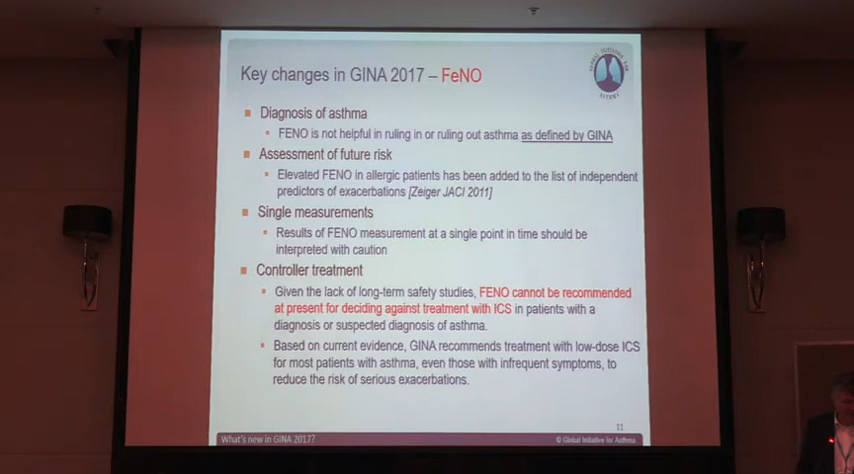 Key changes in GINA 2017 – FeNO
Diagnosis of asthma
FENO is not helpful in ruling in or ruling out asthma as defined by GINA
Assessment of future risk
Elevated FENO in allergic patients has been added to the list of independent
predictors of exacerbations [Zeiger JACI 2011]
Single measurements
Results of FENO measurement at a single point in time should be
interpreted with caution
Controller treatment
Given the lack of long-term safety studies, FENO cannot be recommended
at present for deciding against treatment with ICS in patients with a
diagnosis or suspected diagnosis of asthma.
Based on current evidence, GINA recommends treatment with low-dose ICS
for most patients with asthma, even those with infrequent symptoms, to
reduce the risk of serious exacerbations.
11
What's new in GINA 2017?
© Global Initiative for Asthma